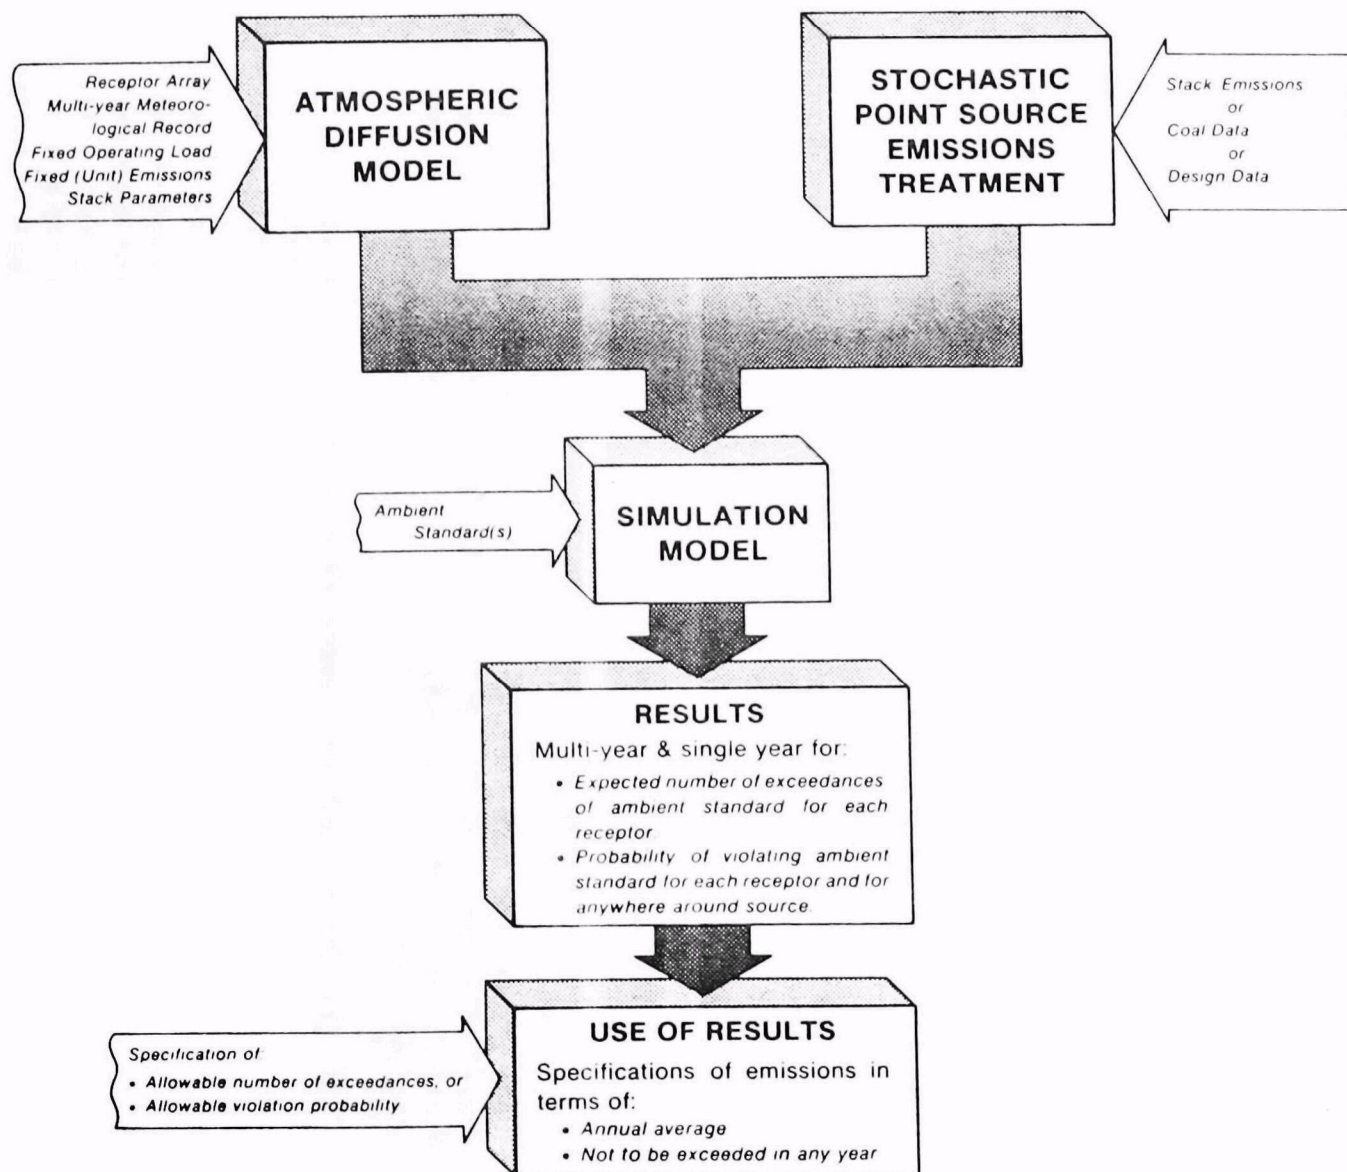 Receptor Array
Multi-year Meteoro-
logical Record
Fixed Operating Load
Fixed (Unit) Emissions
Stack Parameters
ATMOSPHERIC
DIFFUSION
MODEL
STOCHASTIC
POINT SOURCE
EMISSIONS
TREATMENT
Stack Emissions
or
Coal Data
or
Design Data
Ambient
Standard(s)
SIMULATION
MODEL
RESULTS
Multi-year & single year for:
• Expected number of exceedances
of ambient standard for each
receptor.
• Probability of violating ambient
standard for each receptor and for
anywhere around source.
Specification of:
• Allowable number of exceedances, or
• Allowable violation probability
USE OF RESULTS
Specifications of emissions in
terms of:
• Annual average
• Not to be exceeded in any year